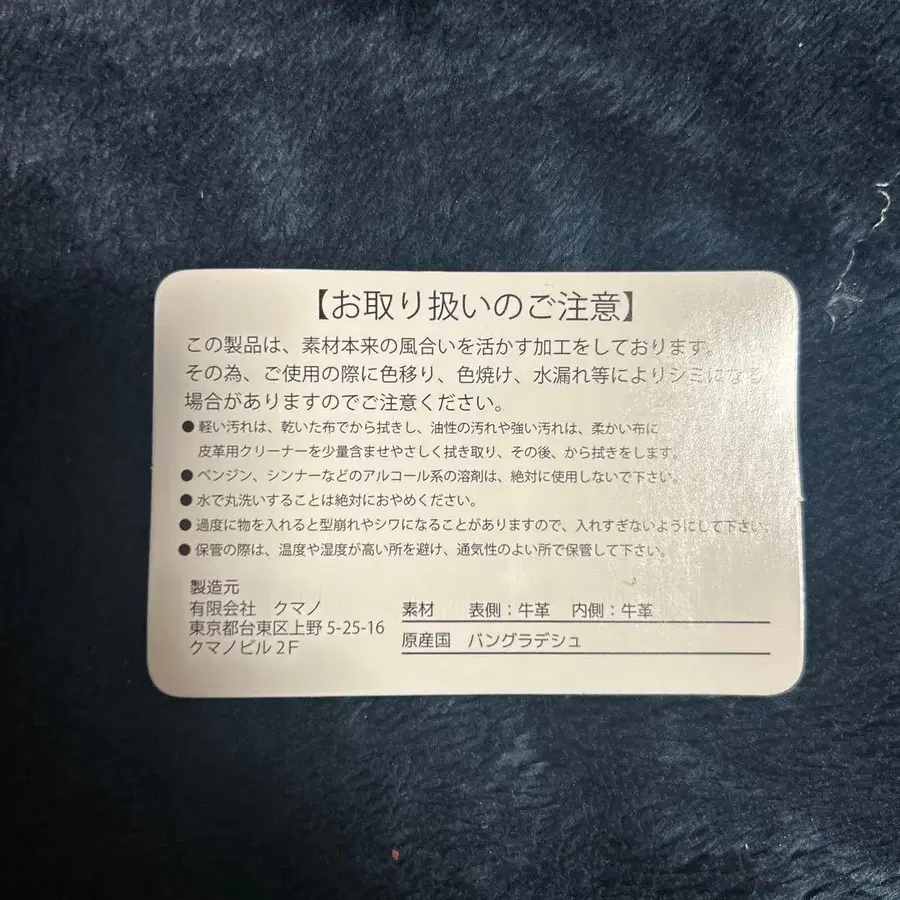 【お取り扱いのご注意】
この製品は、素材本来の風合いを活かす加工をしております。
その為、ご使用の際に色移り、色焼け、水漏れ等によりシミになる
場合がありますのでご注意ください。
● 軽い汚れは、乾いた布でから拭きし、油性の汚れや強い汚れは、柔かい布に
皮革用クリーナーを少量含ませやさしく拭き取り、その後、から拭きをします。
● ベンジン、シンナーなどのアルコール系の溶剤は、絶対に使用しないで下さい。
● 水で丸洗いすることは絶対におやめください。
● 過度に物を入れると型崩れやシワになることがありますので、入れすぎないようにして下さい。
● 保管の際は、温度や湿度が高い所を避け、通気性のよい所で保管して下さい。
製造元
有限会社 クマノ
東京都台東区上野 5-25-16
クマノビル 2F
素材 表側：牛革 内側：牛革
原産国 バングラデシュ